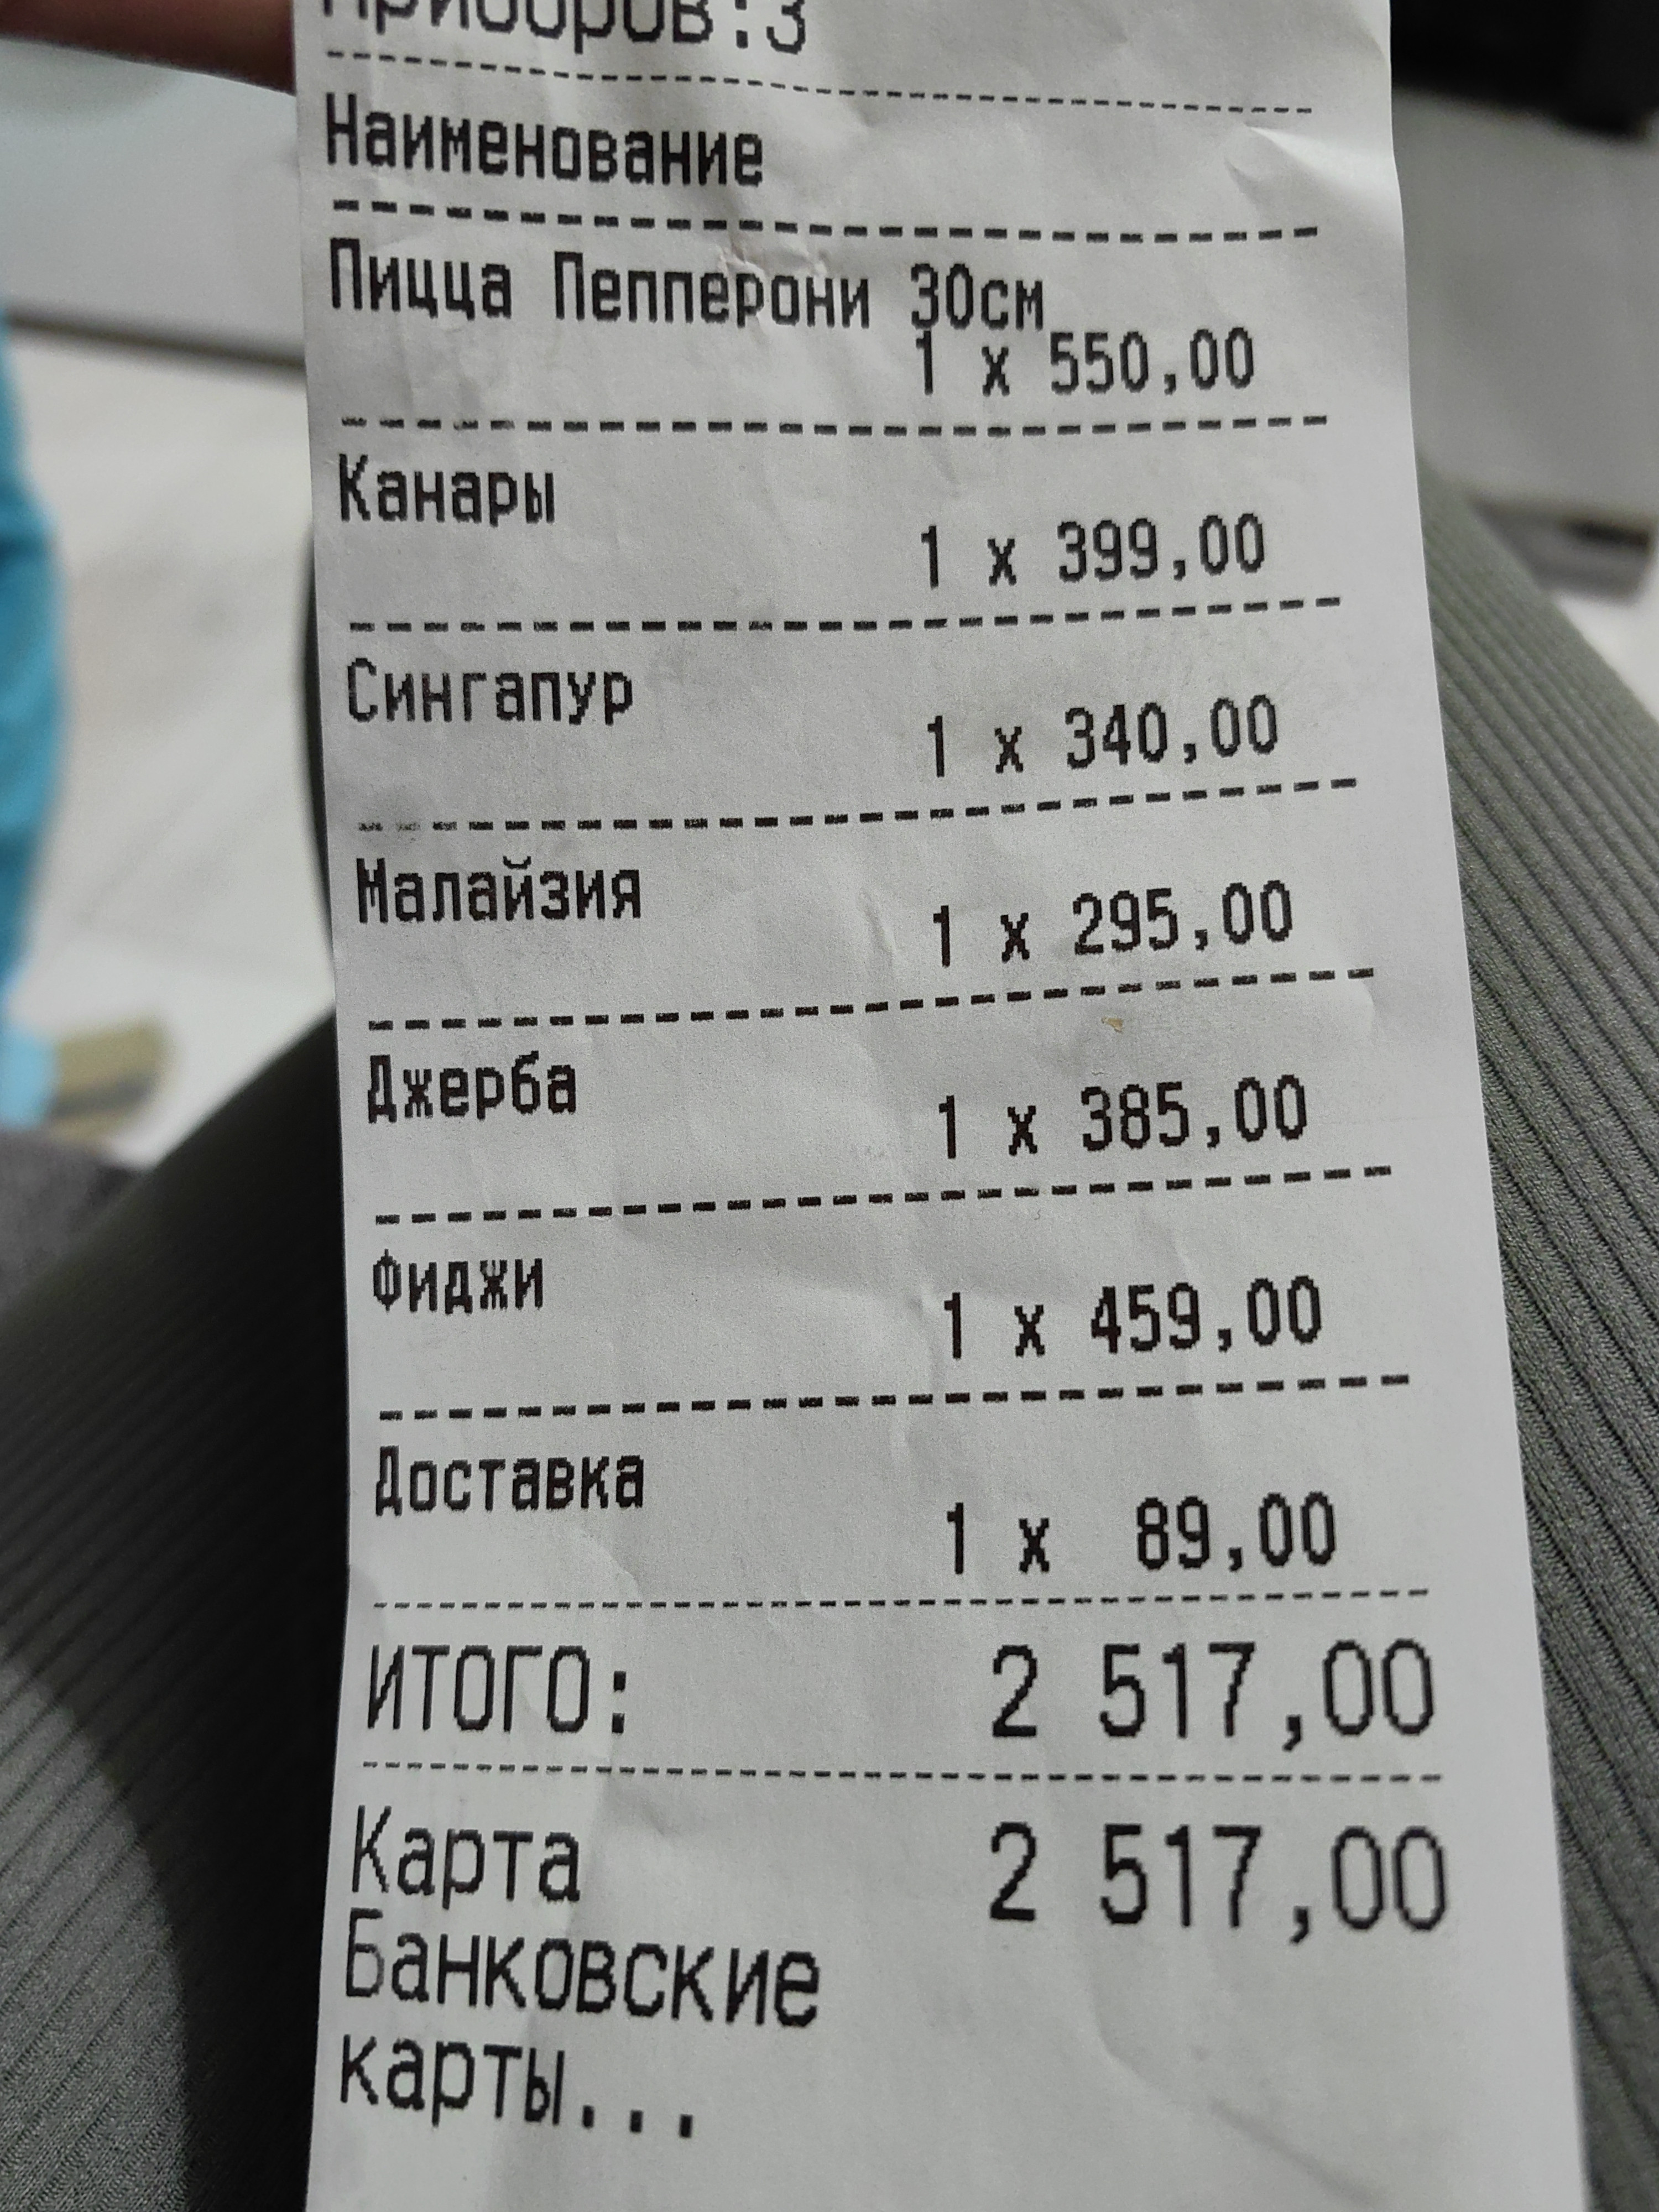 Приборов:3
Наименование
Пицца Пепперони 30см
1 x 550,00
Канары
1 x 399,00
Сингапур
1 x 340,00
Малайзия
1 x 295,00
Джерба
1 x 385,00
Фиджи
1 x 459,00
Доставка
1 x 89,00
ИТОГО: 2 517,00
Карта 2 517,00
Банковские
карты...